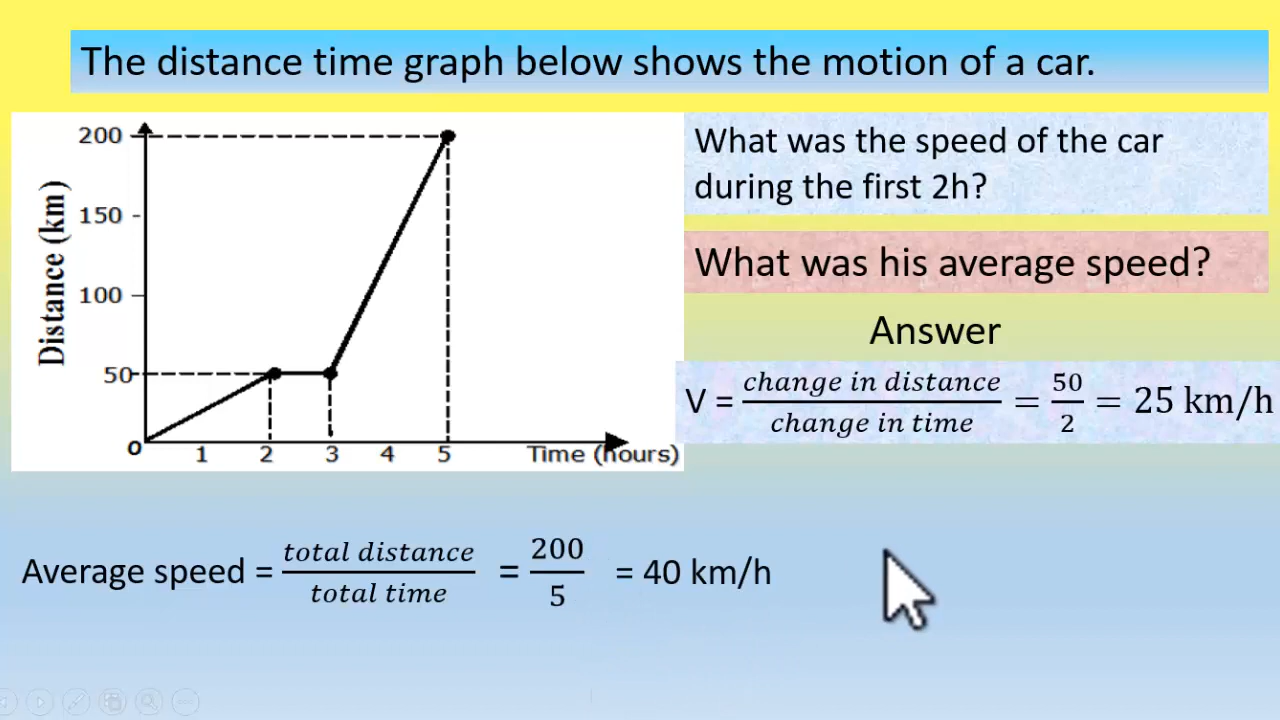 The distance time graph below shows the motion of a car.
200
150
100
50
0
Distance (km)
1 2 3 4 5 Time (hours)
What was the speed of the car
during the first 2h?
What was his average speed?
Answer
V = change in distance / change in time = 50 / 2 = 25 km/h
Average speed = total distance / total time = 200 / 5 = 40 km/h